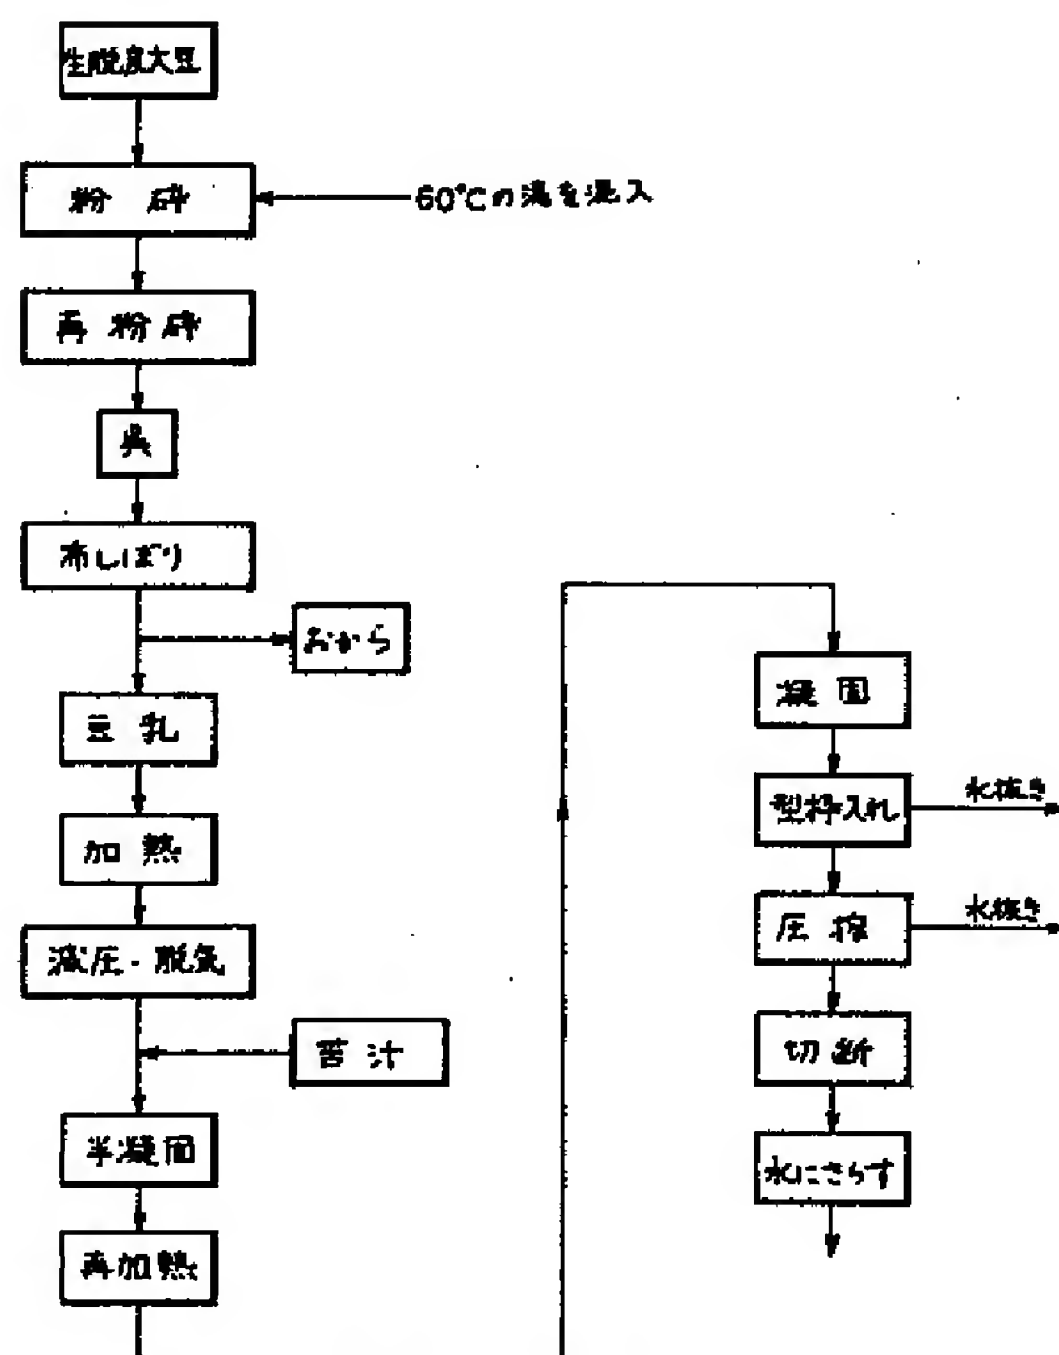 生脱皮大豆
粉砕
60℃の湯を混入
再粉砕
呉
布しぼり
おから
豆乳
加熱
減圧・脱気
苦汁
半凝固
再加熱
凝固
型枠入れ
水抜き
圧搾
水抜き
切断
水にさらす